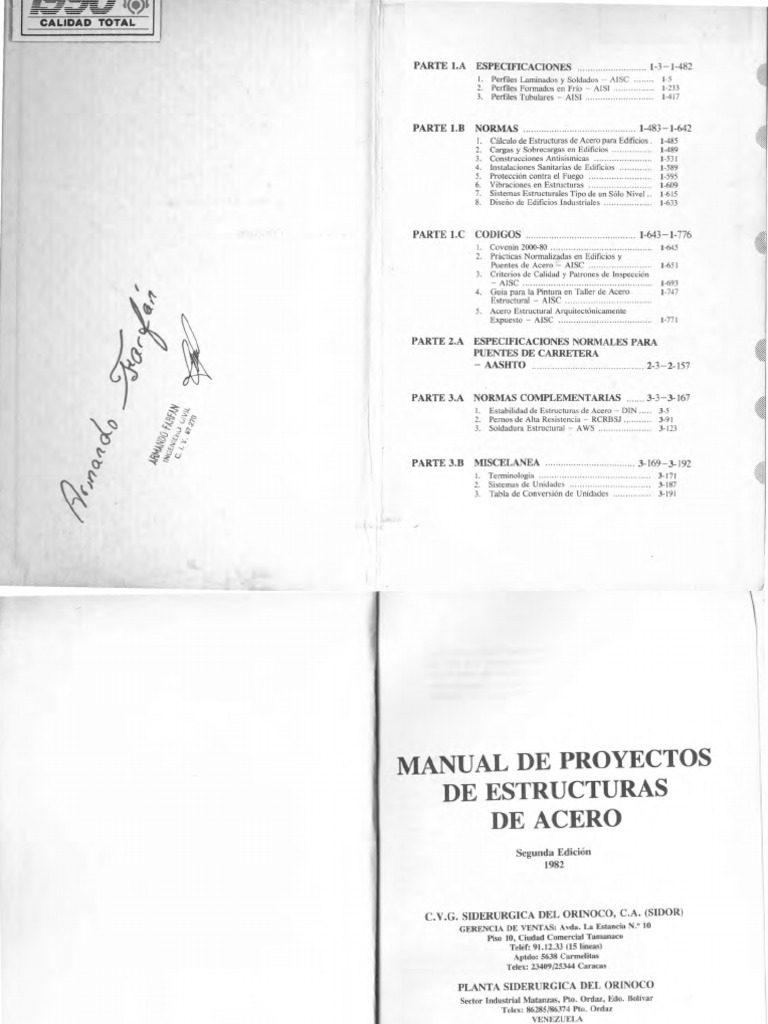 1990
CALIDAD TOTAL
Armando Farfán
ARMANDO FARFAN
INGENIERO CIVIL
C. I. V. 67.270
PARTE 1.A ESPECIFICACIONES ........................ 1-3-1-482
1. Perfiles Laminados y Soldados – AISC ....... 1-5
2. Perfiles Formados en Frío – AISI ............... 1-233
3. Perfiles Tubulares – AISI ........................ 1-417
PARTE 1.B NORMAS ...................................... 1-483-1-642
1. Cálculo de Estructuras de Acero para Edificios . 1-485
2. Cargas y Sobrecargas en Edificios .............. 1-489
3. Construcciones Antisísmicas .................... 1-531
4. Instalaciones Sanitarias de Edificios ............ 1-589
5. Protección contra el Fuego ...................... 1-595
6. Vibraciones en Estructuras ...................... 1-609
7. Sistemas Estructurales Tipo de un Sólo Nivel .. 1-615
8. Diseño de Edificios Industriales ................. 1-633
PARTE 1.C CODIGOS ..................................... 1-643-1-776
1. Covenin 2000-80 ................................. 1-645
2. Prácticas Normalizadas en Edificios y
Puentes de Acero – AISC ....................... 1-651
3. Criterios de Calidad y Patrones de Inspección
– AISC ............................................ 1-693
4. Guía para la Pintura en Taller de Acero 1-747
Estructural – AISC ..............................
5. Acero Estructural Arquitectónicamente
Expuesto – AISC ................................. 1-771
PARTE 2.A ESPECIFICACIONES NORMALES PARA
PUENTES DE CARRETERA
– AASHTO ..................................... 2-3-2-157
PARTE 3.A NORMAS COMPLEMENTARIAS ...... 3-3-3-167
1. Estabilidad de Estructuras de Acero – DIN ..... 3-5
2. Pernos de Alta Resistencia – RCRBSJ .......... 3-91
3. Soldadura Estructural – AWS .................... 3-123
PARTE 3.B MISCELANEA ............................... 3-169-3-192
1. Terminología ..................................... 3-171
2. Sistemas de Unidades ............................ 3-187
3. Tabla de Conversión de Unidades .............. 3-191
MANUAL DE PROYECTOS
DE ESTRUCTURAS
DE ACERO
Segunda Edición
1982
C.V.G. SIDERURGICA DEL ORINOCO, C.A. (SIDOR)
GERENCIA DE VENTAS: Avda. La Estancia N.° 10
Piso 10, Ciudad Comercial Tamanaco
Teléf: 91.12.33 (15 líneas)
Aptdo: 5638 Carmelitas
Telex: 23409/25344 Caracas
PLANTA SIDERURGICA DEL ORINOCO
Sector Industrial Matanzas, Pto. Ordaz, Edo. Bolívar
Telex: 86285/86374 Pto. Ordaz
VENEZUELA